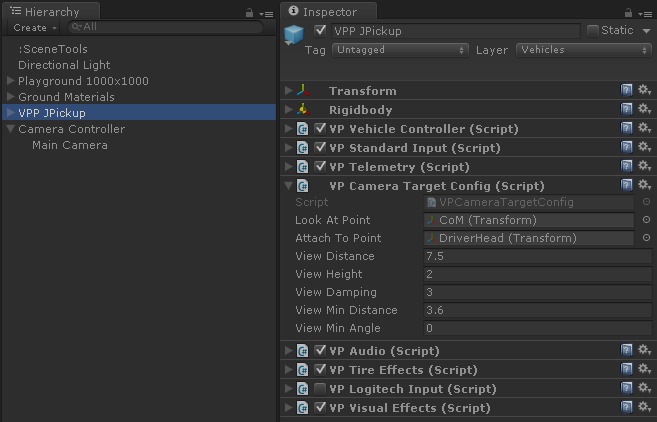 Hierarchy
Create
All
:SceneTools
Directional Light
Playground 1000x1000
Ground Materials
VPP JPickup
Camera Controller
Main Camera
Inspector
VPP JPickup
Static
Tag Untagged Layer Vehicles
Transform
Rigidbody
VP Vehicle Controller (Script)
VP Standard Input (Script)
VP Telemetry (Script)
VP Camera Target Config (Script)
Script VPCameraTargetConfig
Look At Point CoM (Transform)
Attach To Point DriverHead (Transform)
View Distance 7.5
View Height 2
View Damping 3
View Min Distance 3.6
View Min Angle 0
VP Audio (Script)
VP Tire Effects (Script)
VP Logitech Input (Script)
VP Visual Effects (Script)